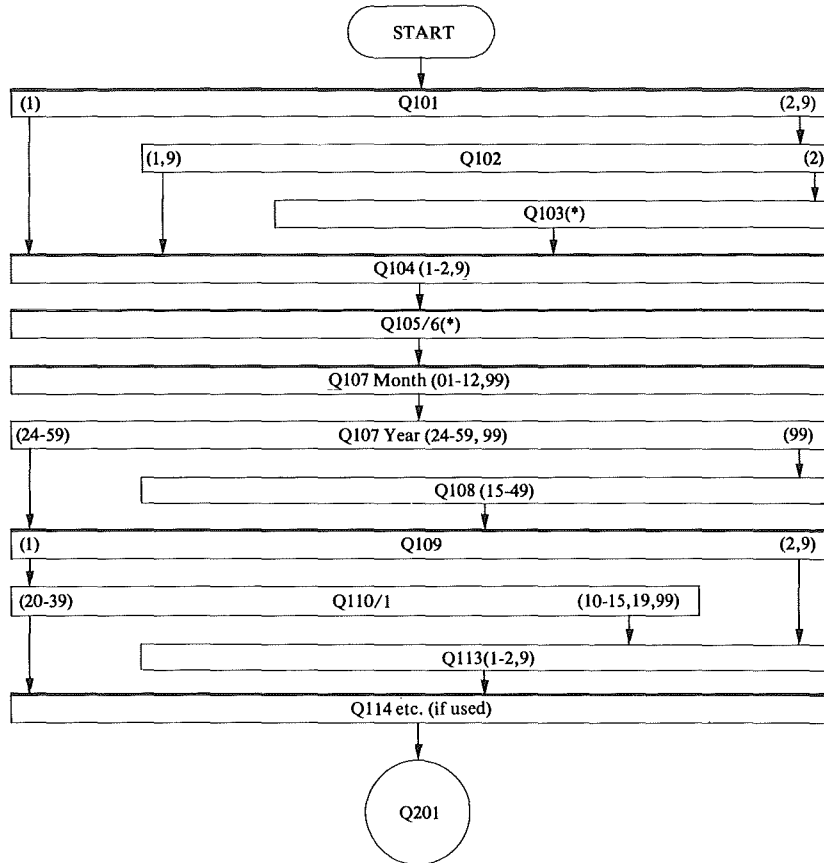 START
(1) Q101 (2,9)
(1,9) Q102 (2)
Q103(*)
Q104 (1-2,9)
Q105/6(*)
Q107 Month (01-12,99)
(24-59) Q107 Year (24-59, 99) (99)
Q108 (15-49)
(1) Q109 (2,9)
(20-39) Q110/1 (10-15,19,99)
Q113(1-2,9)
Q114 etc. (if used)
Q201